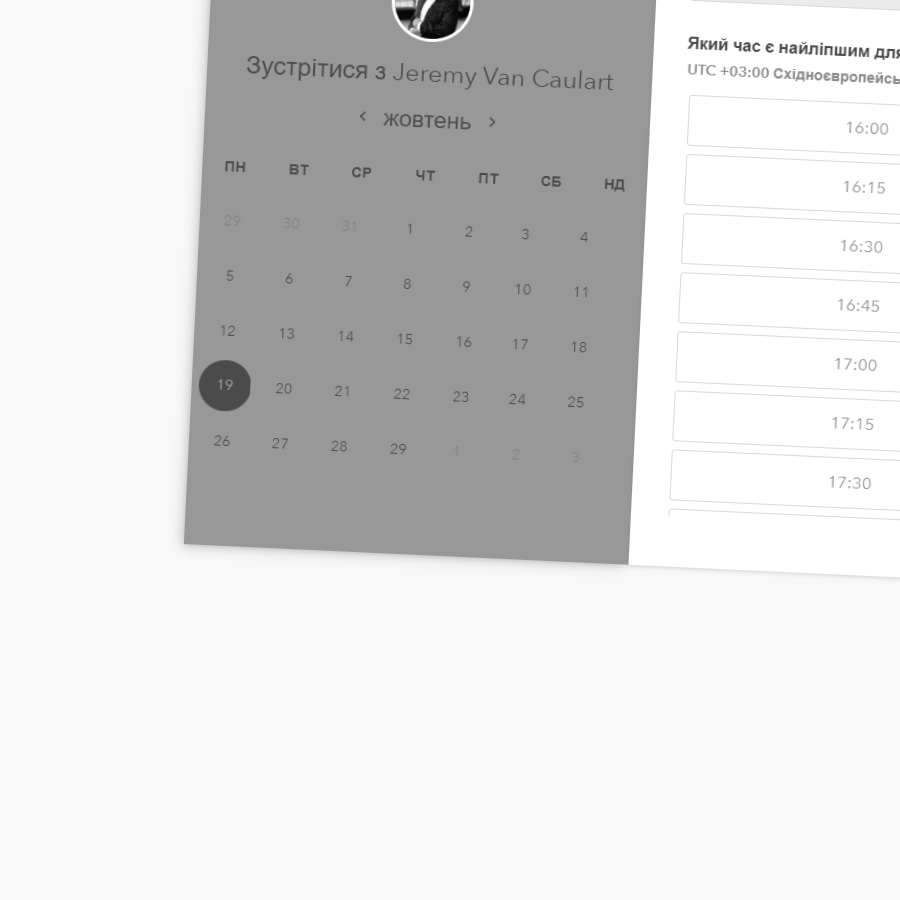 Зустрітися з Jeremy Van Caulart
‹ жовтень ›
ПН ВТ СР ЧТ ПТ СБ НД
29 30 31 1 2 3 4
5 6 7 8 9 10 11
12 13 14 15 16 17 18
19 20 21 22 23 24 25
26 27 28 29 1 2 3
Який час є найліпшим
UTC +03:00
16:00
16:15
16:30
16:45
17:00
17:15
17:30